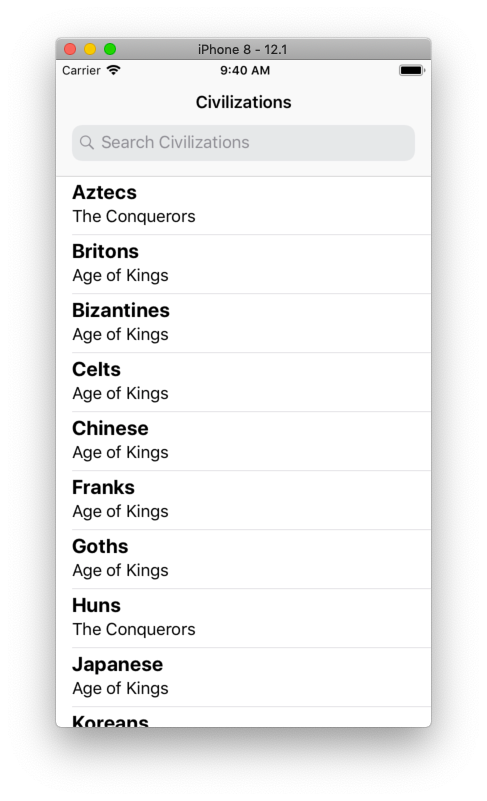 iPhone 8 - 12.1
Carrier 9:40 AM
Civilizations
Search Civilizations
Aztecs
The Conquerors
Britons
Age of Kings
Bizantines
Age of Kings
Celts
Age of Kings
Chinese
Age of Kings
Franks
Age of Kings
Goths
Age of Kings
Huns
The Conquerors
Japanese
Age of Kings
Koreans